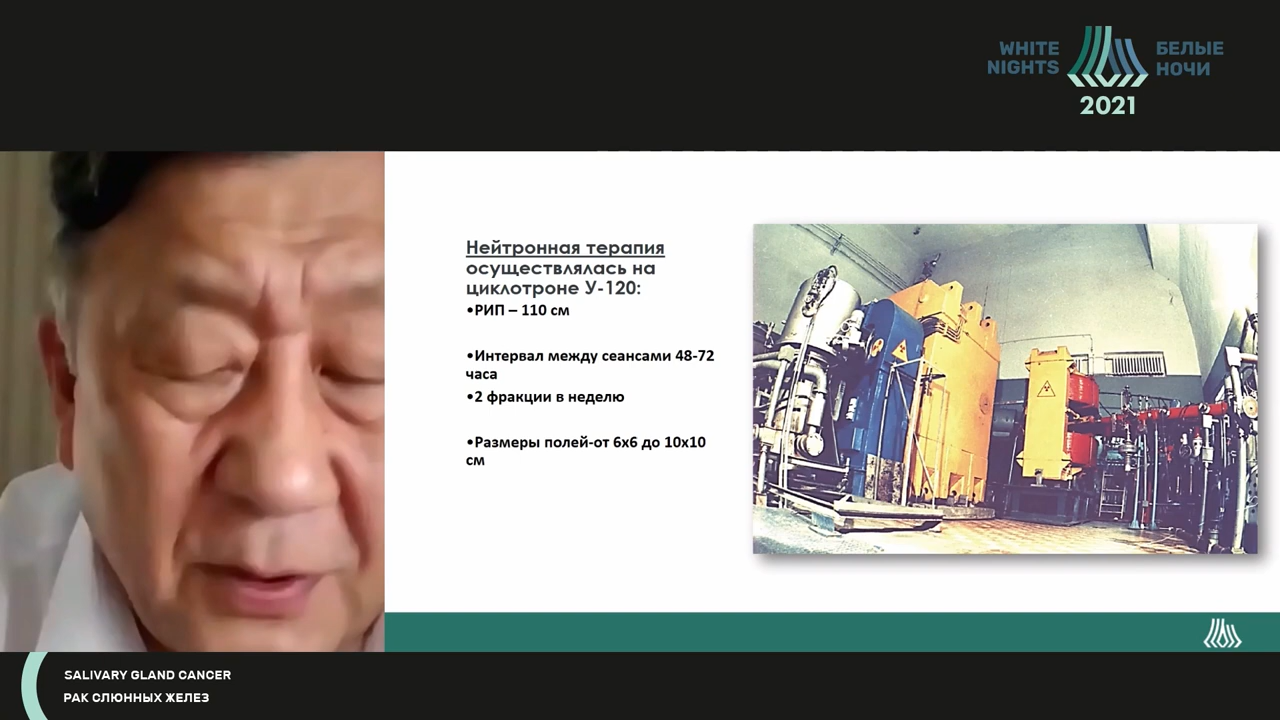 WHITE
NIGHTS
БЕЛЫЕ
НОЧИ
2021
Нейтронная терапия
осуществлялась на
циклотроне У-120:
•РИП – 110 см
•Интервал между сеансами 48-72
часа
•2 фракции в неделю
•Размеры полей-от 6х6 до 10х10
см
SALIVARY GLAND CANCER
РАК СЛЮННЫХ ЖЕЛЕЗ